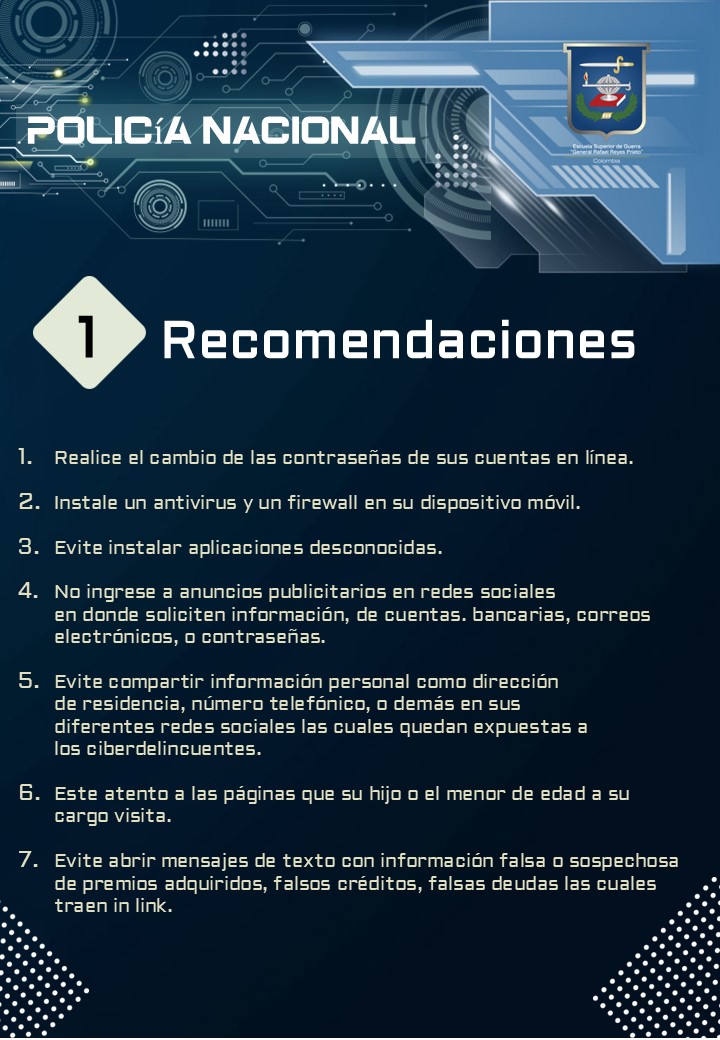 POLICíA NACIONAL
Escuela Superior de Guerra
"General Rafael Reyes Prieto"
Colombia
1
Recomendaciones
1. Realice el cambio de las contraseñas de sus cuentas en línea.
2. Instale un antivirus y un firewall en su dispositivo móvil.
3. Evite instalar aplicaciones desconocidas.
4. No ingrese a anuncios publicitarios en redes sociales
en donde soliciten información, de cuentas. bancarias, correos
electrónicos, o contraseñas.
5. Evite compartir información personal como dirección
de residencia, número telefónico, o demás en sus
diferentes redes sociales las cuales quedan expuestas a
los ciberdelincuentes.
6. Este atento a las páginas que su hijo o el menor de edad a su
cargo visita.
7. Evite abrir mensajes de texto con información falsa o sospechosa
de premios adquiridos, falsos créditos, falsas deudas las cuales
traen in link.